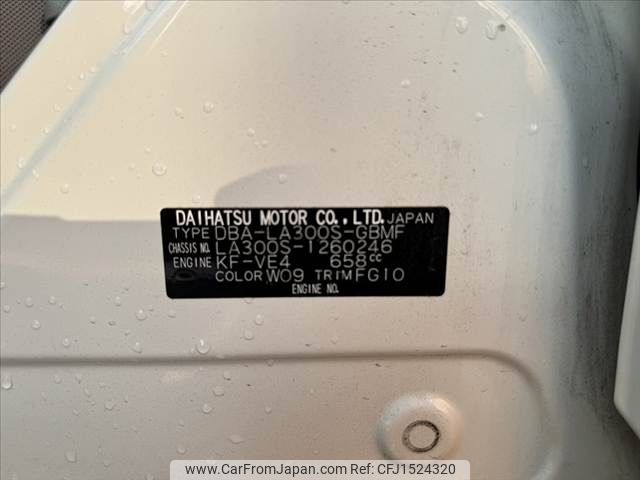 DAIHATSU MOTOR CO.,LTD. JAPAN
TYPE DBA-LA300S-GBMF
CHASSIS NO. LA300S-1260246
ENGINE KF-VE4 658cc
COLOR W09 TRIM FG10
ENGINE NO.
www.CarFromJapan.com © CFJ1524320